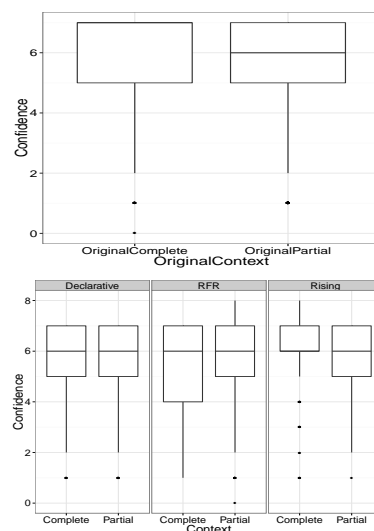 Confidence
6
4
2
0
OriginalComplete OriginalPartial
OriginalContext
Declarative RFR Rising
Confidence
8
6
4
2
0
Complete Partial Complete Partial Complete Partial
Context